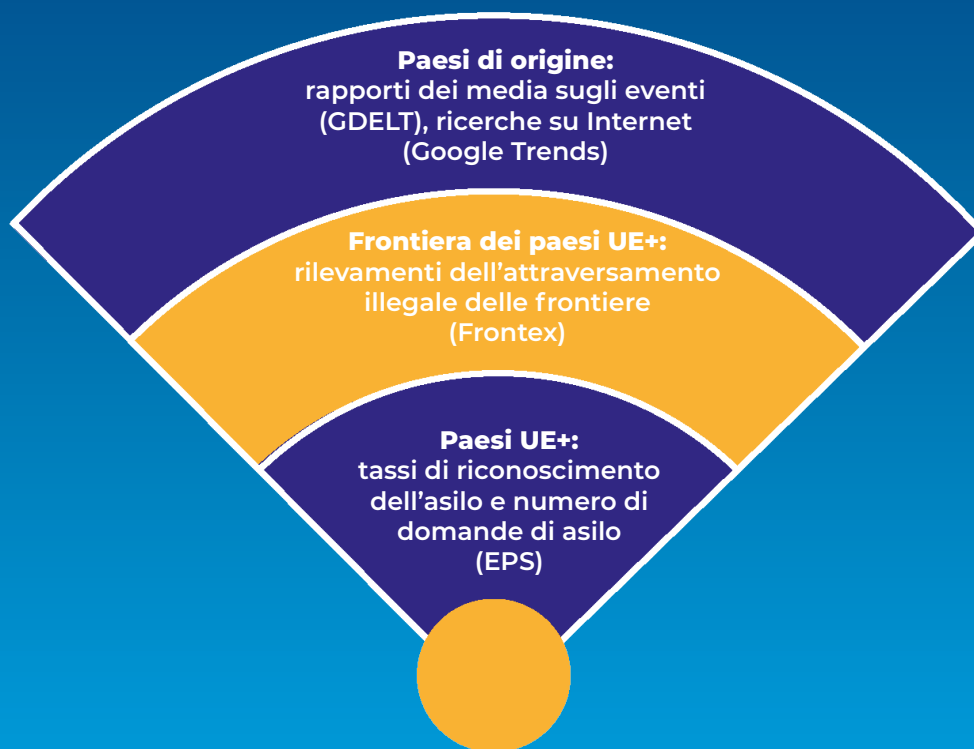 Paesi di origine:
rapporti dei media sugli eventi
(GDELT), ricerche su Internet
(Google Trends)
Frontiera dei paesi UE+:
rilevamenti dell’attraversamento
illegale delle frontiere
(Frontex)
Paesi UE+:
tassi di riconoscimento
dell’asilo e numero di
domande di asilo
(EPS)